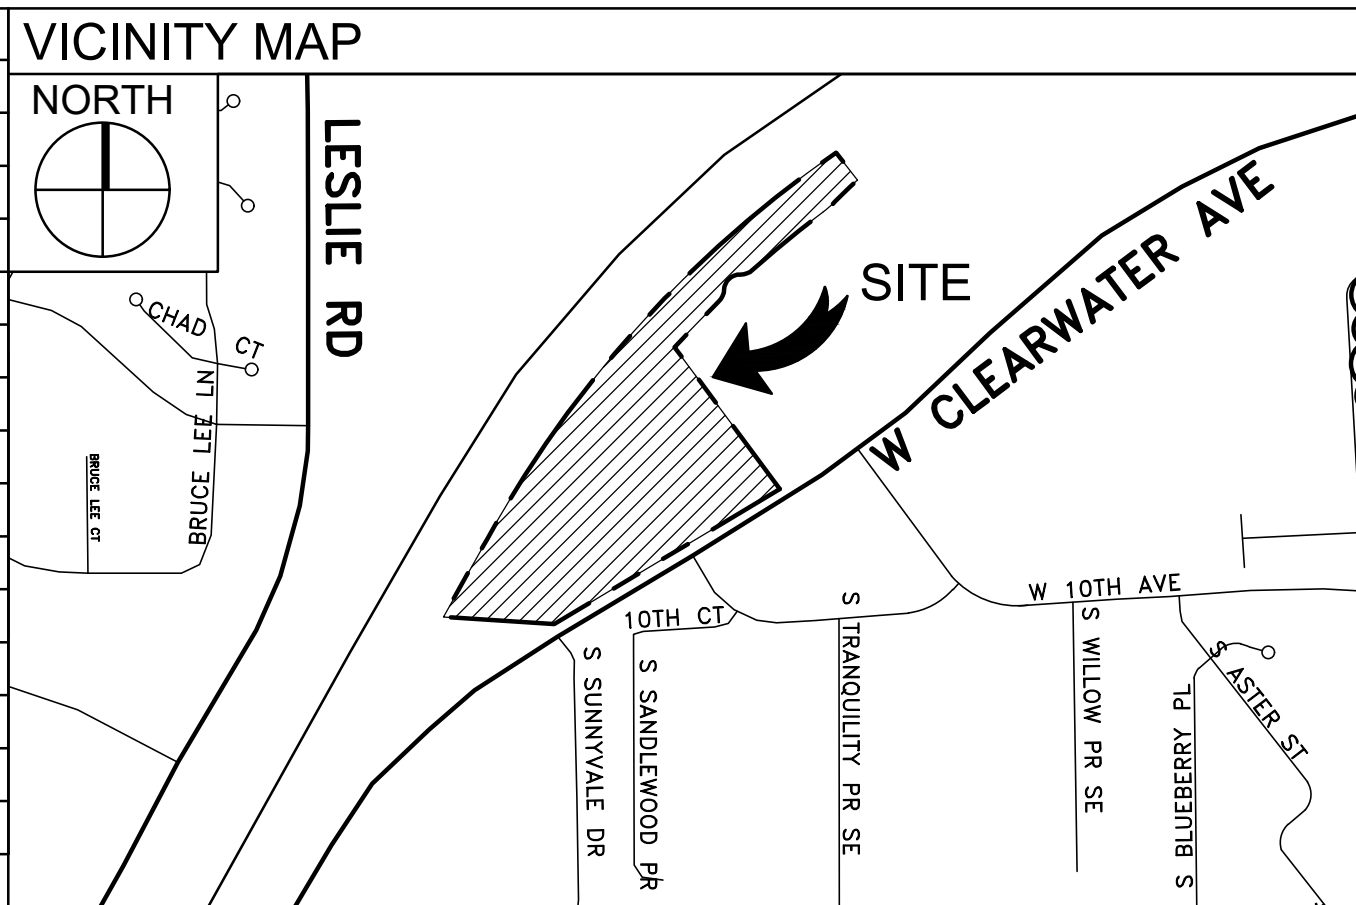 VICINITY MAP
NORTH
LESLIE RD
SITE
W CLEARWATER AVE
CHAD CT
BRUCE LEE LN
BRUCE LEE CT
W 10TH AVE
10TH CT
S SUNNYVALE DR
S SANDLEWOOD PR
S TRANQUILITY PR SE
S WILLOW PR SE
S BLUEBERRY PL
S ASTER ST